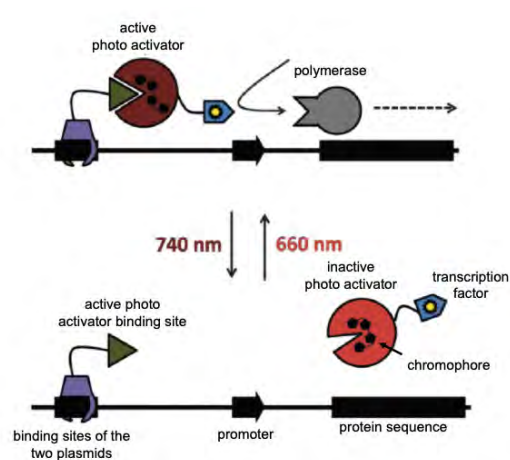 active
photo activator
polymerase
740 nm
660 nm
inactive
photo activator
transcription
factor
active photo
activator binding site
chromophore
binding sites of the
two plasmids
promoter
protein sequence